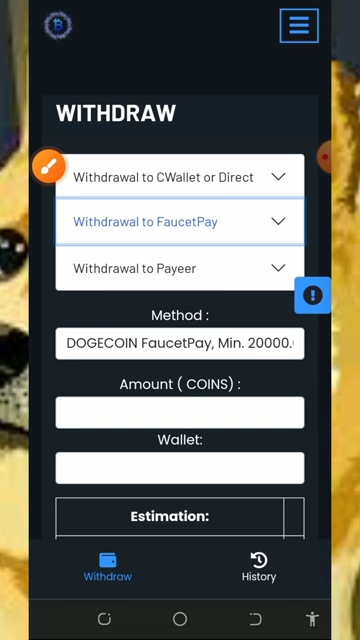 WITHDRAW
Withdrawal to CWallet or Direct
Withdrawal to FaucetPay
Withdrawal to Payeer
Method :
DOGECOIN FaucetPay, Min. 20000.
Amount ( COINS) :
Wallet:
Estimation:
Withdraw
History